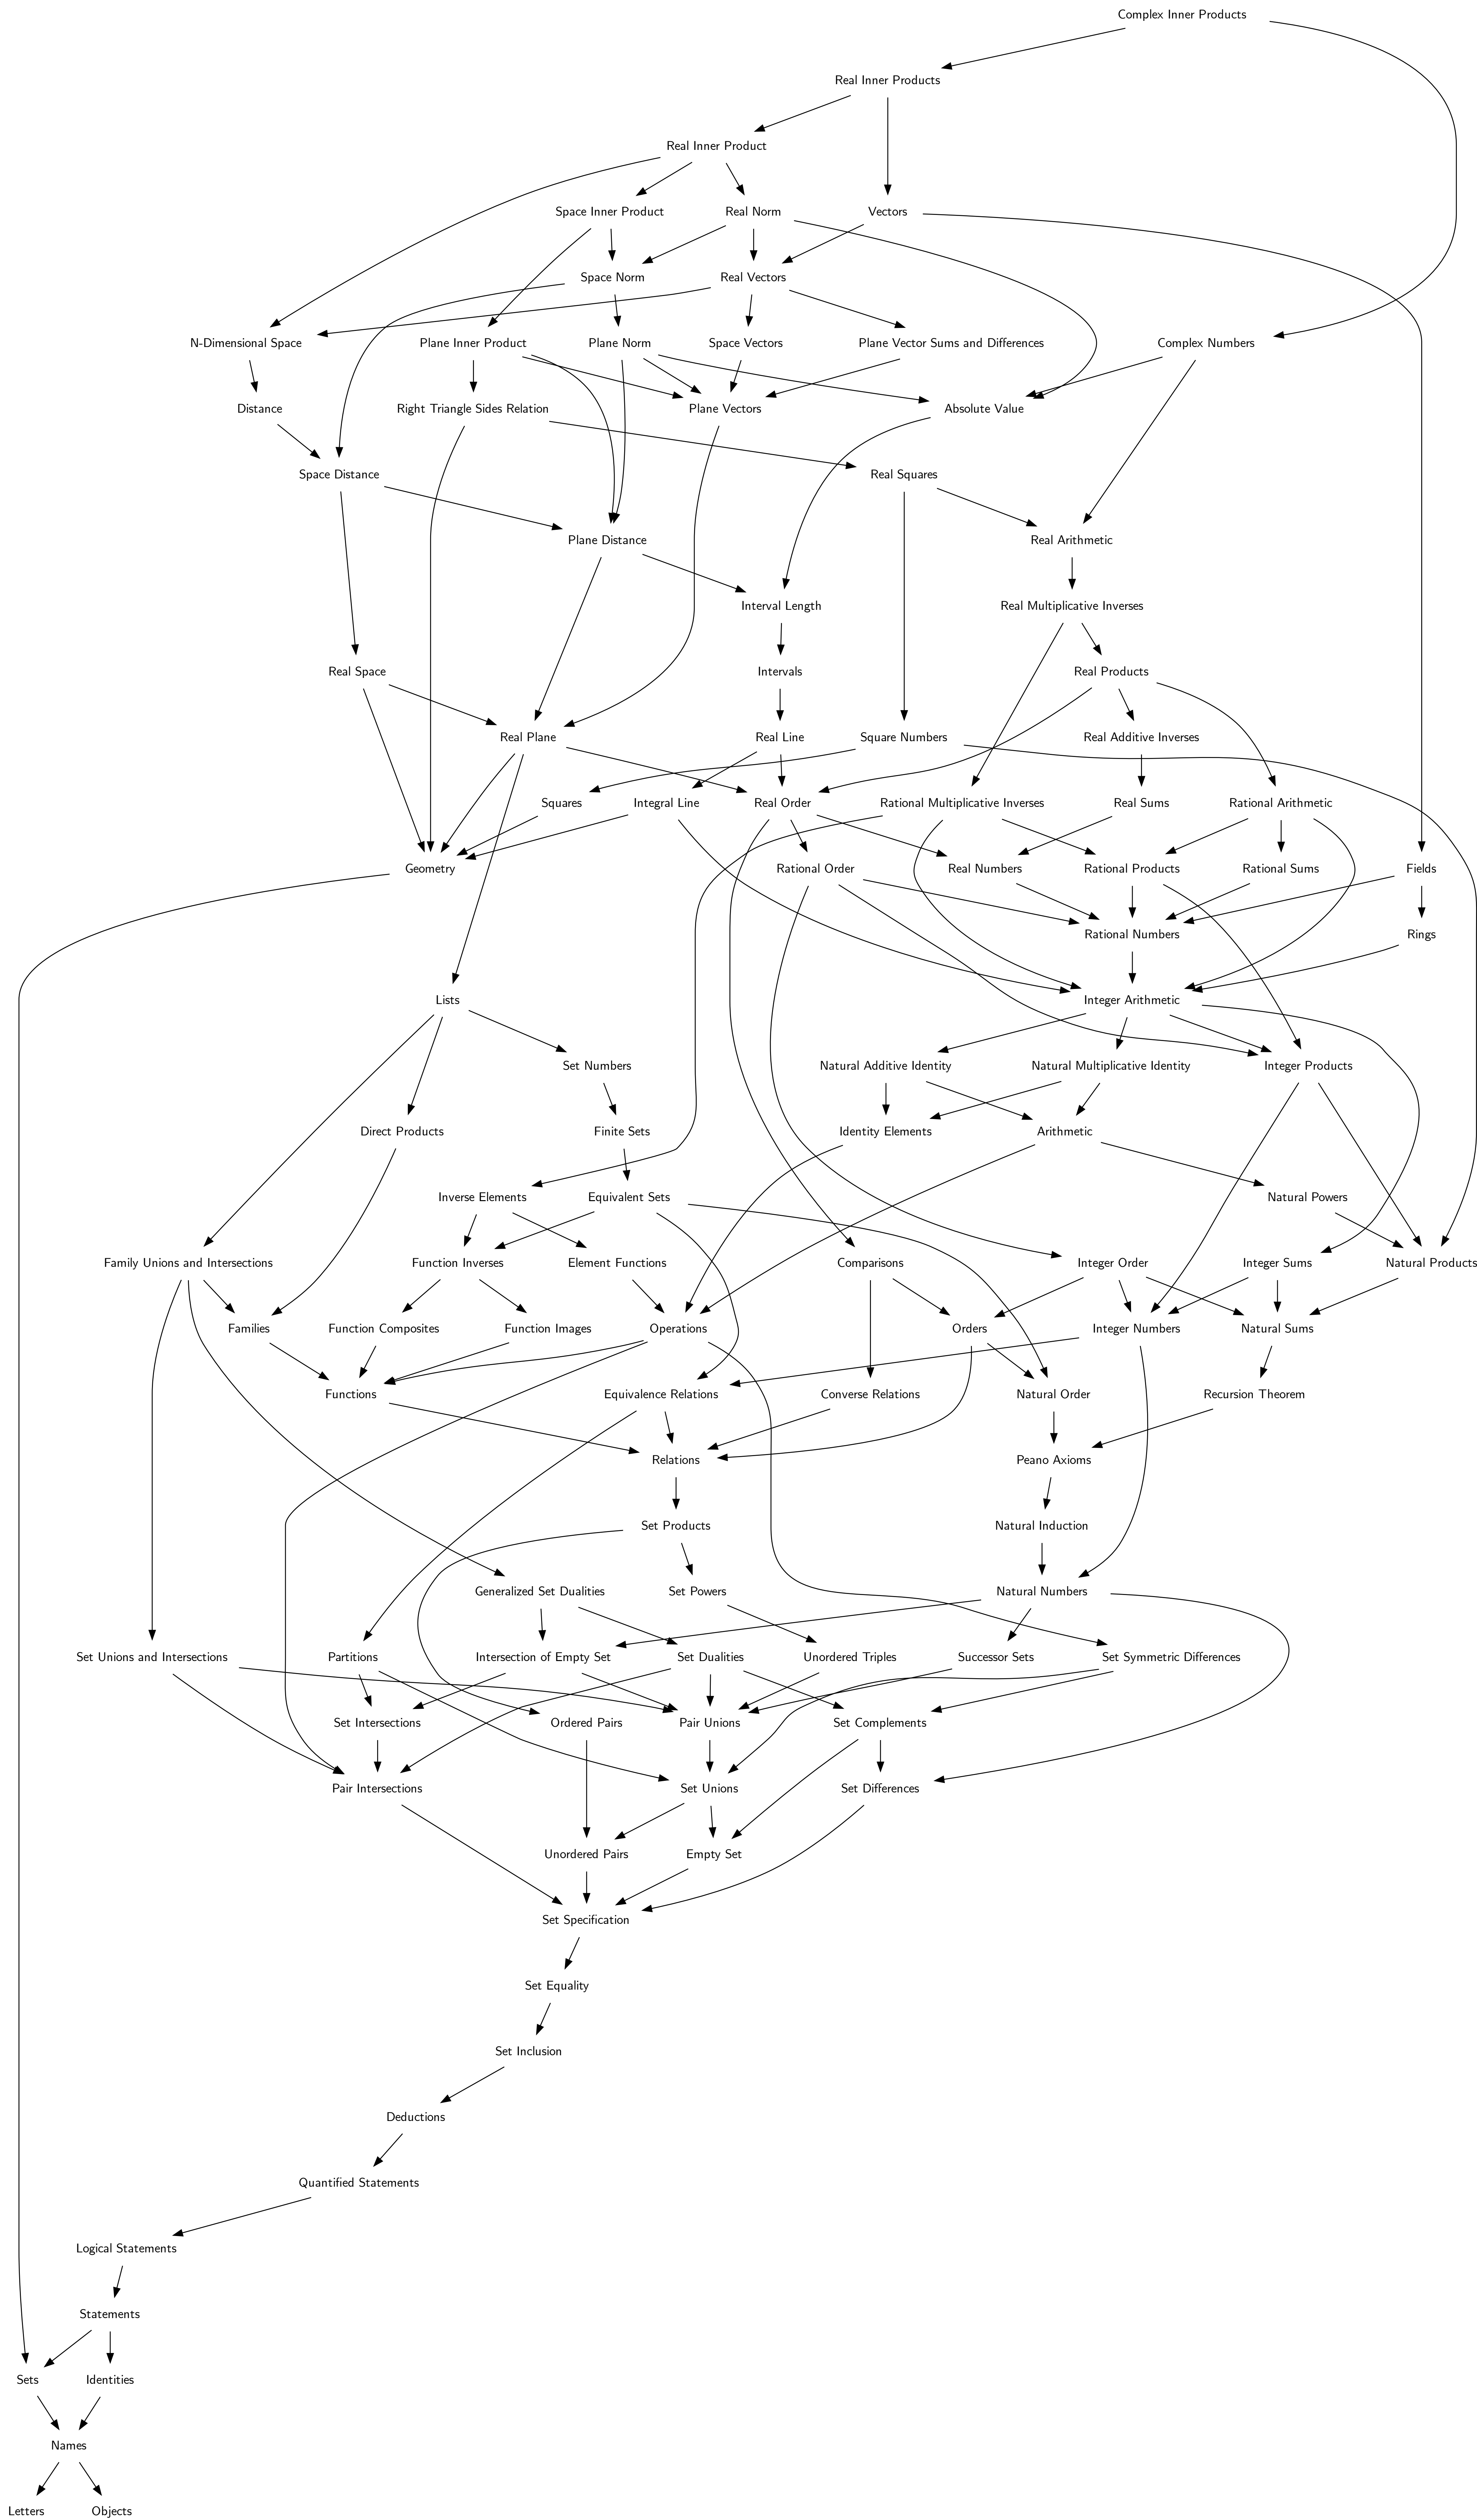 Complex Inner Products
Real Inner Products
Real Inner Product
Space Inner Product
Real Norm
Vectors
Space Norm
Real Vectors
N-Dimensional Space
Plane Inner Product
Plane Norm
Space Vectors
Plane Vector Sums and Differences
Complex Numbers
Distance
Right Triangle Sides Relation
Plane Vectors
Absolute Value
Space Distance
Real Squares
Plane Distance
Real Arithmetic
Interval Length
Real Multiplicative Inverses
Real Space
Intervals
Real Products
Real Plane
Real Line
Square Numbers
Real Additive Inverses
Squares
Integral Line
Real Order
Rational Multiplicative Inverses
Real Sums
Rational Arithmetic
Geometry
Rational Order
Real Numbers
Rational Products
Rational Sums
Fields
Rational Numbers
Rings
Lists
Integer Arithmetic
Set Numbers
Natural Additive Identity
Natural Multiplicative Identity
Integer Products
Direct Products
Finite Sets
Identity Elements
Arithmetic
Inverse Elements
Equivalent Sets
Natural Powers
Family Unions and Intersections
Function Inverses
Element Functions
Comparisons
Integer Order
Integer Sums
Natural Products
Families
Function Composites
Function Images
Operations
Orders
Integer Numbers
Natural Sums
Functions
Equivalence Relations
Converse Relations
Natural Order
Recursion Theorem
Relations
Peano Axioms
Set Products
Natural Induction
Generalized Set Dualities
Set Powers
Natural Numbers
Set Unions and Intersections
Partitions
Intersection of Empty Set
Set Dualities
Unordered Triples
Successor Sets
Set Symmetric Differences
Set Intersections
Ordered Pairs
Pair Unions
Set Complements
Pair Intersections
Set Unions
Set Differences
Unordered Pairs
Empty Set
Set Specification
Set Equality
Set Inclusion
Deductions
Quantified Statements
Logical Statements
Statements
Sets
Identities
Names
Letters
Objects